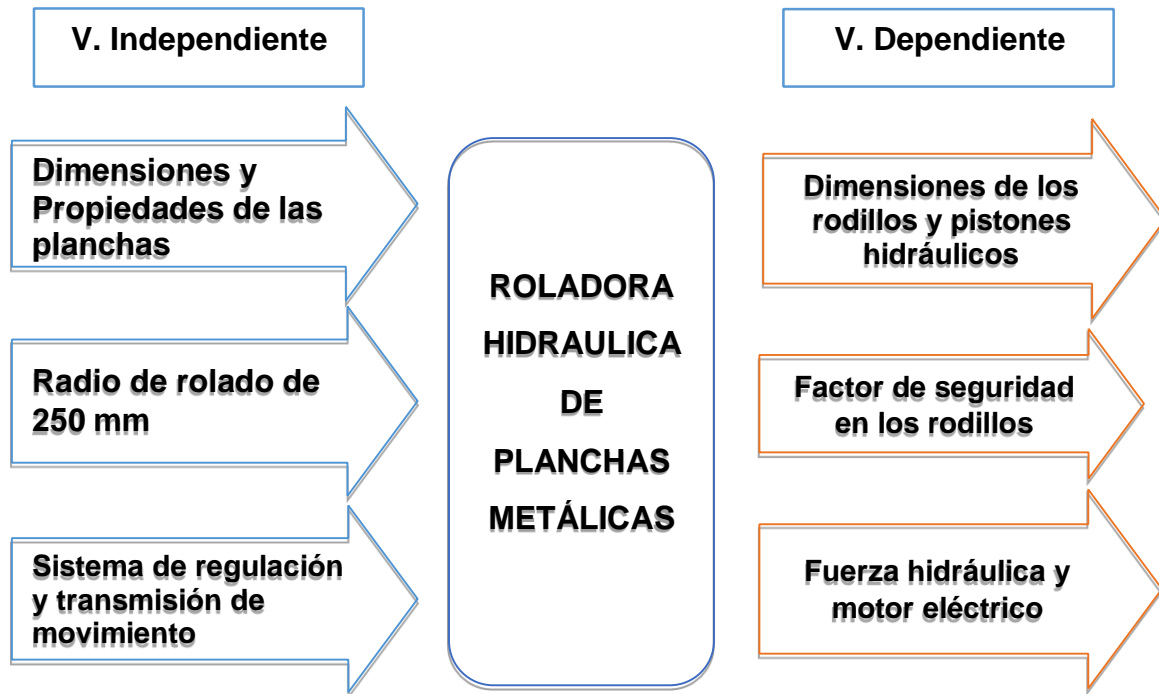 V. Independiente
V. Dependiente
Dimensiones y
Propiedades de las
planchas
Radio de rolado de
250 mm
Sistema de regulación
y transmisión de
movimiento
ROLADORA
HIDRAULICA
DE
PLANCHAS
METÁLICAS
Dimensiones de los
rodillos y pistones
hidráulicos
Factor de seguridad
en los rodillos
Fuerza hidráulica y
motor eléctrico